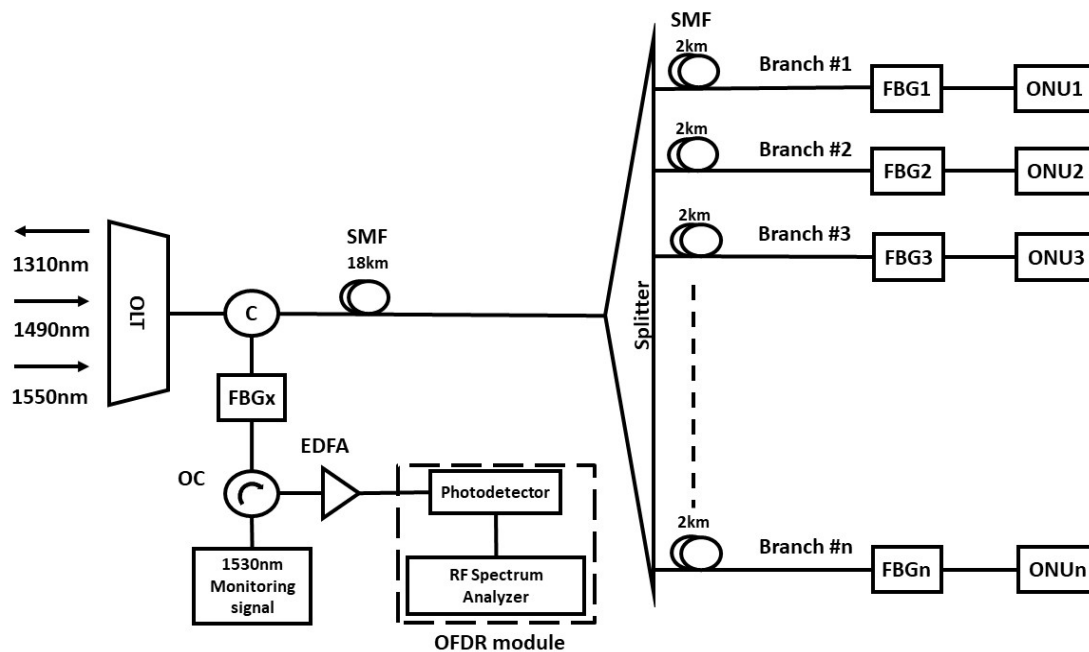 SMF
2km
Branch #1
FBG1
ONU1
2km
Branch #2
FBG2
ONU2
2km
Branch #3
FBG3
ONU3
1310nm
1490nm
1550nm
OLT
C
SMF
18km
Splitter
FBGx
EDFA
OC
Photodetector
1530nm
Monitoring
signal
RF Spectrum
Analyzer
OFDR module
2km
Branch #n
FBGn
ONUn